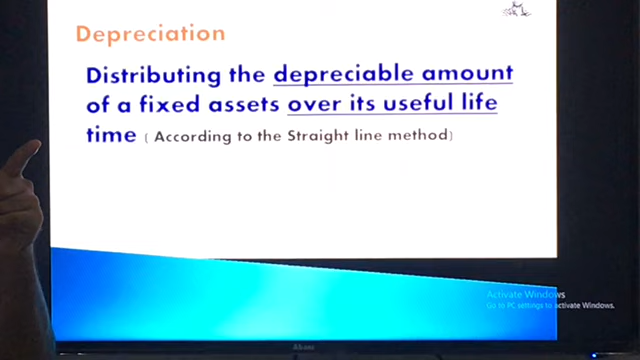 Depreciation
Distributing the depreciable amount
of a fixed assets over its useful life
time ( According to the Straight line method)
Activate Windows
Go to PC settings to activate Windows.